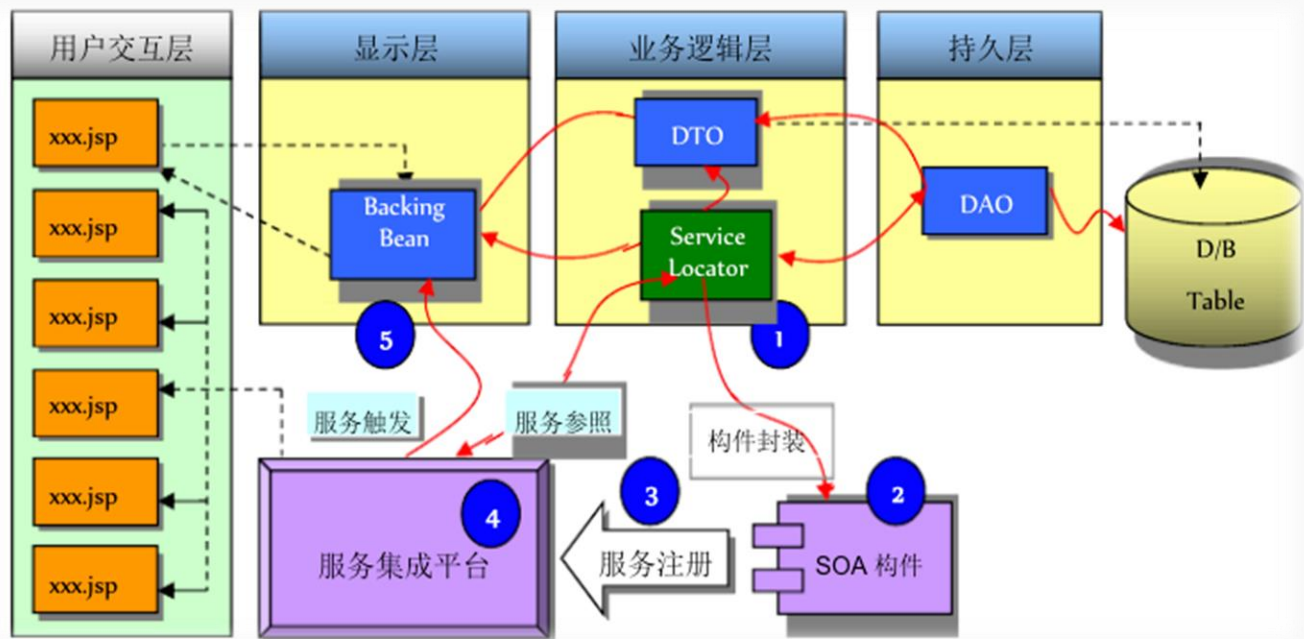 用户交互层
显示层
业务逻辑层
持久层
xxx.jsp
xxx.jsp
xxx.jsp
xxx.jsp
xxx.jsp
xxx.jsp
Backing
Bean
DTO
Service
Locator
DAO
D/B
Table
5
1
服务触发
服务参照
构件封装
3
2
4
服务集成平台
服务注册
SOA 构件